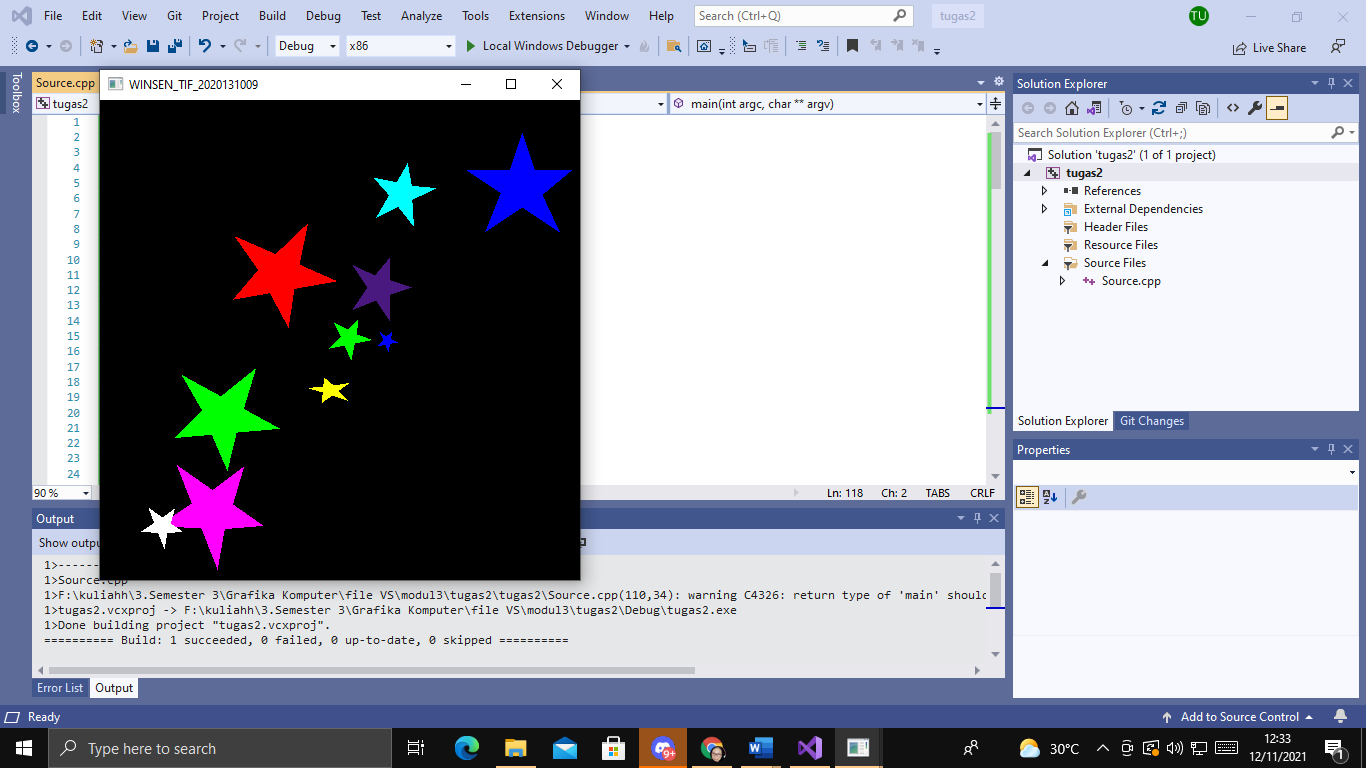 File Edit View Git Project Build Debug Test Analyze Tools Extensions Window Help Search (Ctrl+Q) tugas2 TU
Debug x86 Local Windows Debugger Live Share
Toolbox
Source.cpp
WINSEN_TIF_2020131009
tugas2 main(int argc, char ** argv)
1
2
3
4
5
6
7
8
9
10
11
12
13
14
15
16
17
18
19
20
21
22
23
24
90 % Ln: 118 Ch: 2 TABS CRLF
Output
Show outpu
1>------
1>Source.cpp
1>F:\kuliahh\3.Semester 3\Grafika Komputer\file VS\modul3\tugas2\tugas2\Source.cpp(110,34): warning C4326: return type of 'main' should
1>tugas2.vcxproj -> F:\kuliahh\3.Semester 3\Grafika Komputer\file VS\modul3\tugas2\Debug\tugas2.exe
1>Done building project "tugas2.vcxproj".
========== Build: 1 succeeded, 0 failed, 0 up-to-date, 0 skipped ==========
Error List Output
Solution Explorer
Search Solution Explorer (Ctrl+;)
Solution 'tugas2' (1 of 1 project)
tugas2
References
External Dependencies
Header Files
Resource Files
Source Files
Source.cpp
Solution Explorer Git Changes
Properties
Ready Add to Source Control
Type here to search 9+ 30°C 12:33
12/11/2021 1